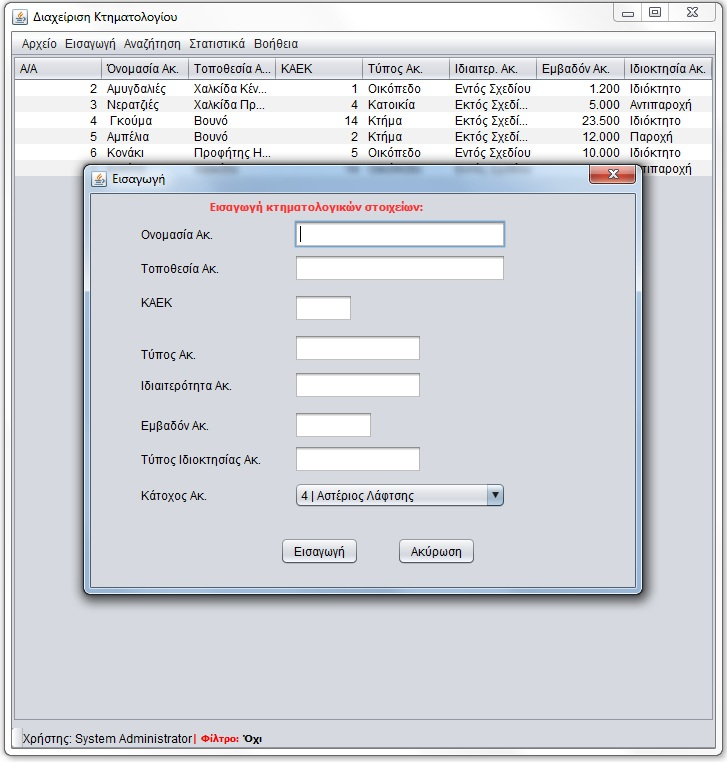 Διαχείριση Κτηματολογίου
Αρχείο Εισαγωγή Αναζήτηση Στατιστικά Βοήθεια
Α/Α Όνομασία Ακ. Τοποθεσία Α... ΚΑΕΚ Τύπος Ακ. Ιδιαιτερ. Ακ. Εμβαδόν Ακ. Ιδιοκτησία Ακ.
2 Αμυγδαλιές Χαλκίδα Κέν... 1 Οικόπεδο Εντός Σχεδίου 1.200 Ιδιόκτητο
3 Νερατζιές Χαλκίδα Πρ... 4 Κατοικία Εκτός Σχεδί... 5.000 Αντιπαροχή
4 Γκούμα Βουνό 14 Κτήμα Εκτός Σχεδί... 23.500 Ιδιόκτητο
5 Αμπέλια Βουνό 2 Κτήμα Εκτός Σχεδί... 12.000 Παροχή
6 Κονάκι Προφήτης Η... 5 Οικόπεδο Εντός Σχεδίου 10.000 Ιδιόκτητο
τιπαροχή
Εισαγωγή
Εισαγωγή κτηματολογικών στοιχείων:
Ονομασία Ακ.
Τοποθεσία Ακ.
ΚΑΕΚ
Τύπος Ακ.
Ιδιαιτερότητα Ακ.
Εμβαδόν Ακ.
Τύπος Ιδιοκτησίας Ακ.
Κάτοχος Ακ. 4 | Αστέριος Λάφτσης
Εισαγωγή Ακύρωση
Χρήστης: System Administrator | Φίλτρο: Όχι